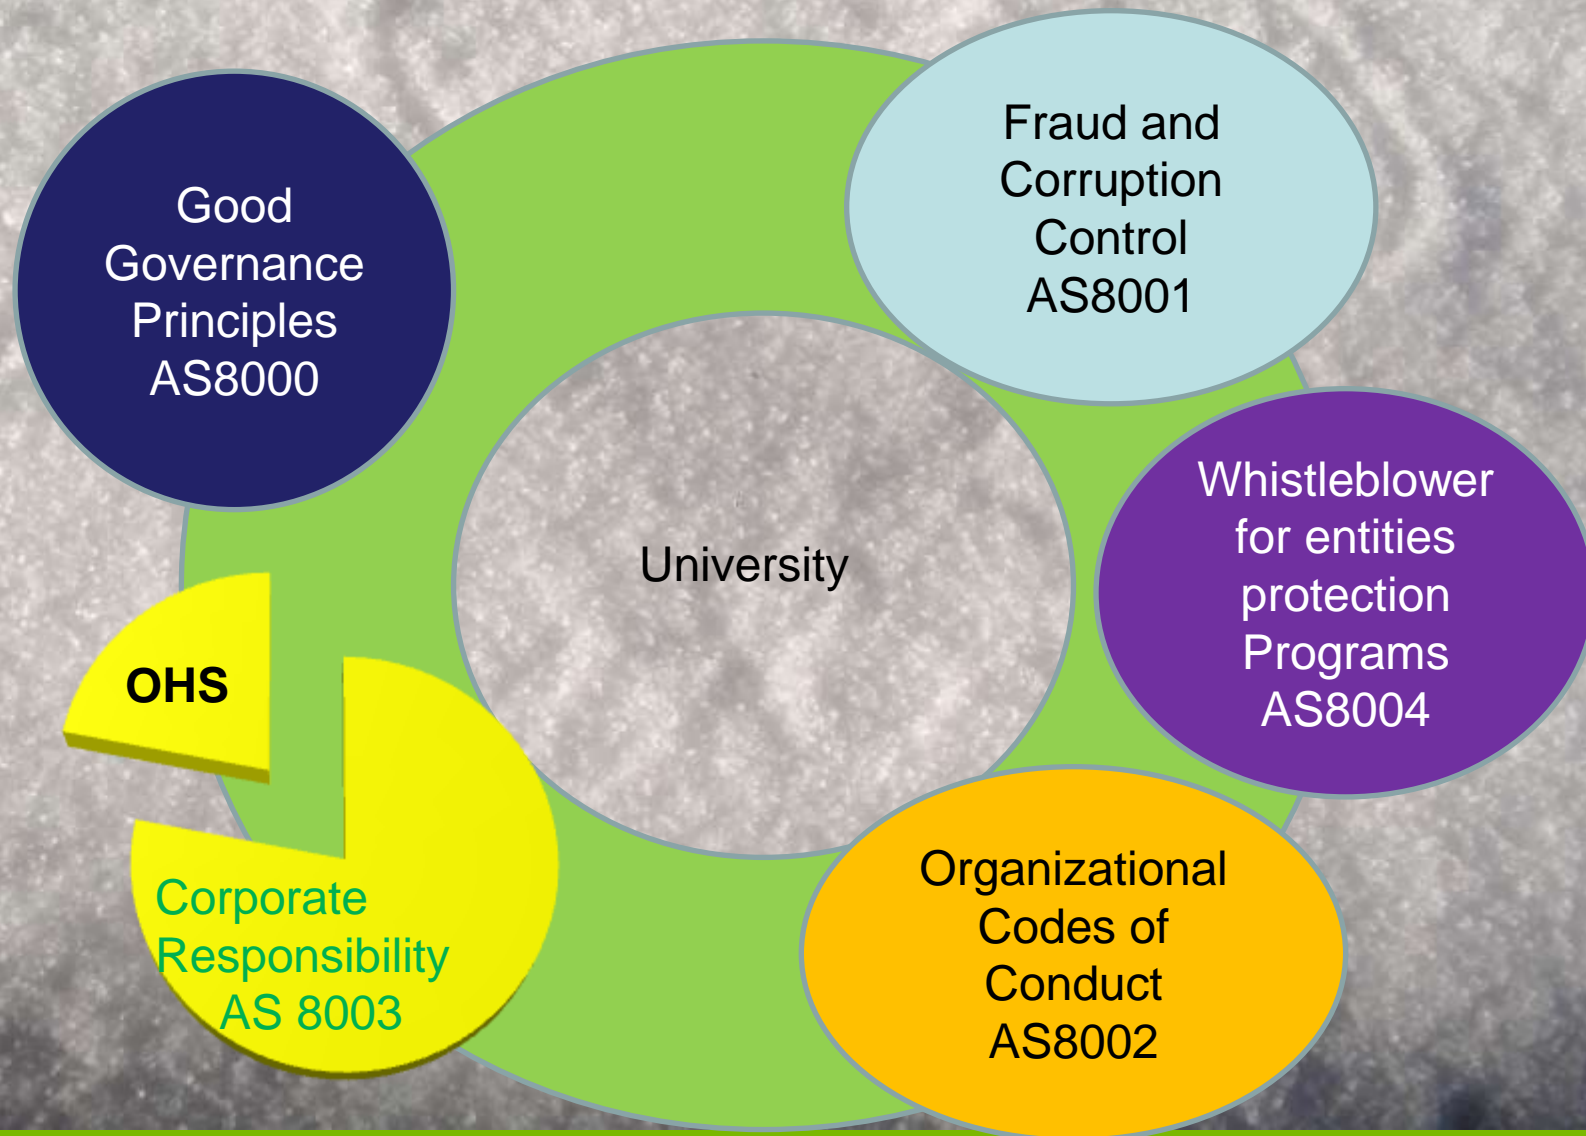 Good
Governance
Principles
AS8000
Fraud and
Corruption
Control
AS8001
University
Whistleblower
for entities
protection
Programs
AS8004
OHS
Corporate
Responsibility
AS 8003
Organizational
Codes of
Conduct
AS8002